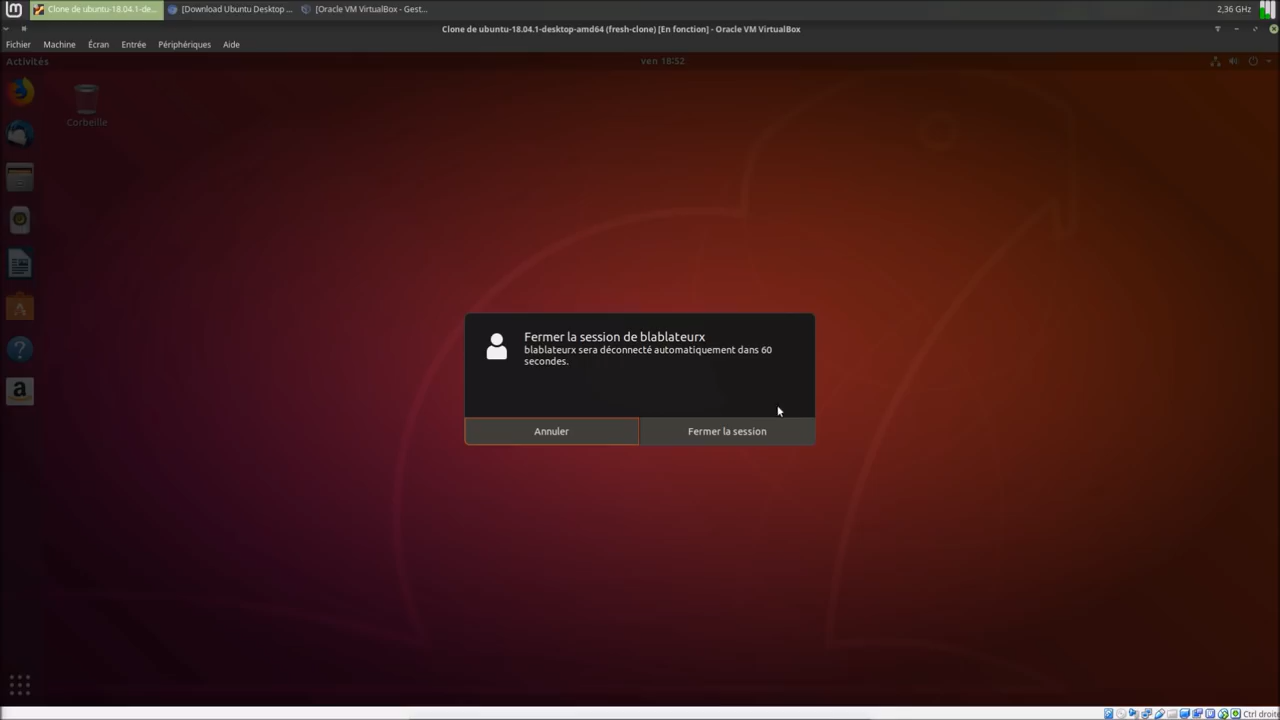 Clone de ubuntu-18.04.1-de...
[Download Ubuntu Desktop ...
[Oracle VM VirtualBox - Gest...
2,36 GHz
Clone de ubuntu-18.04.1-desktop-amd64 (fresh-clone) [En fonction] - Oracle VM VirtualBox
Fichier Machine Écran Entrée Périphériques Aide
Activités
ven 18:52
Corbeille
Fermer la session de blablateurx
blablateurx sera déconnecté automatiquement dans 60
secondes.
Annuler
Fermer la session
Ctrl droite